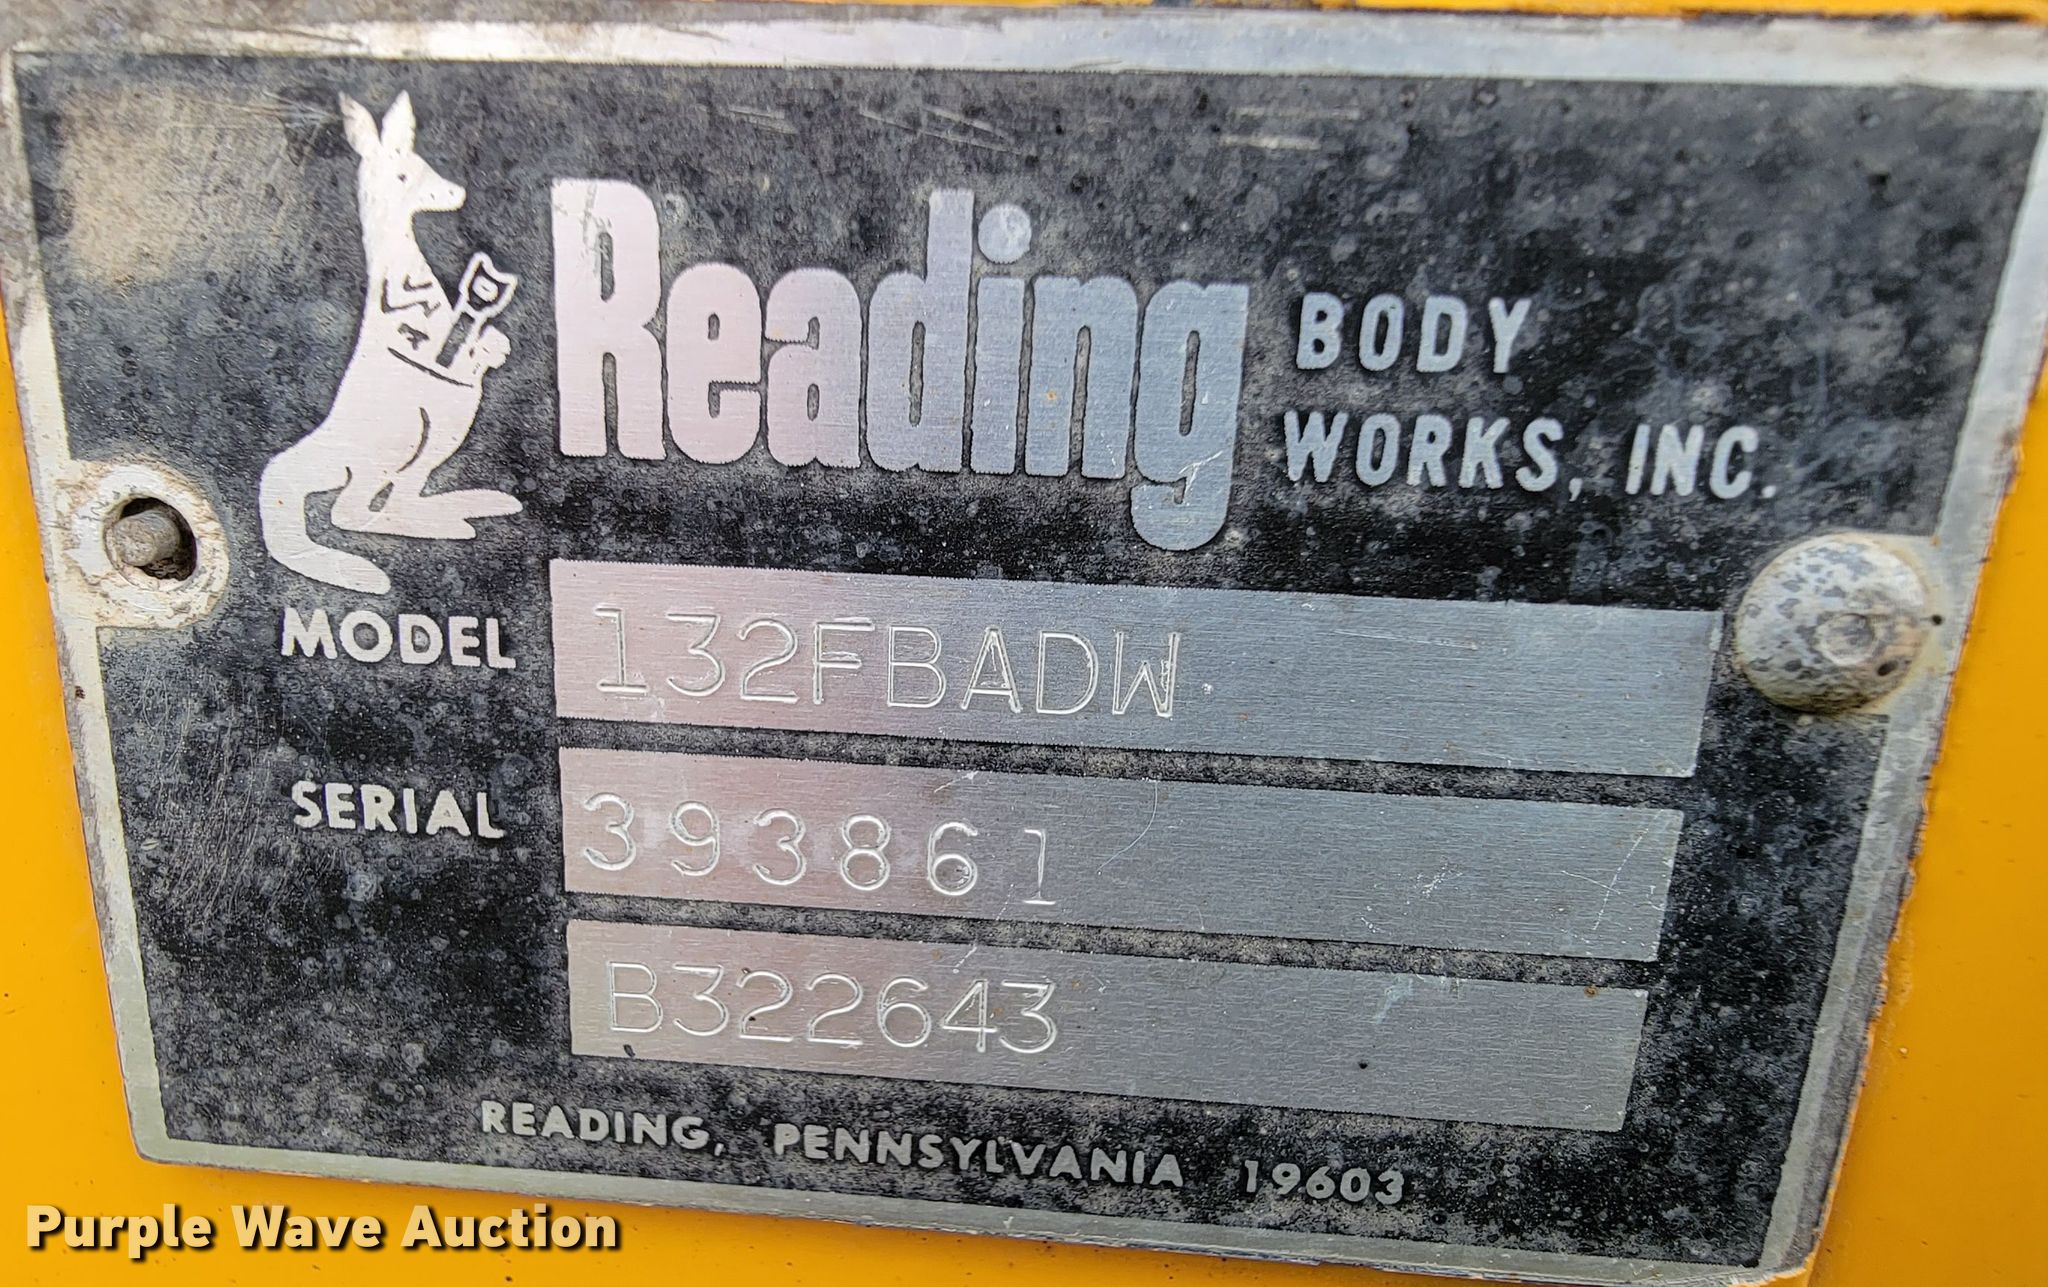 Reading BODY
WORKS, INC.
MODEL 132FBADW
SERIAL 393861
B322643
READING, PENNSYLVANIA 19603
Purple Wave Auction